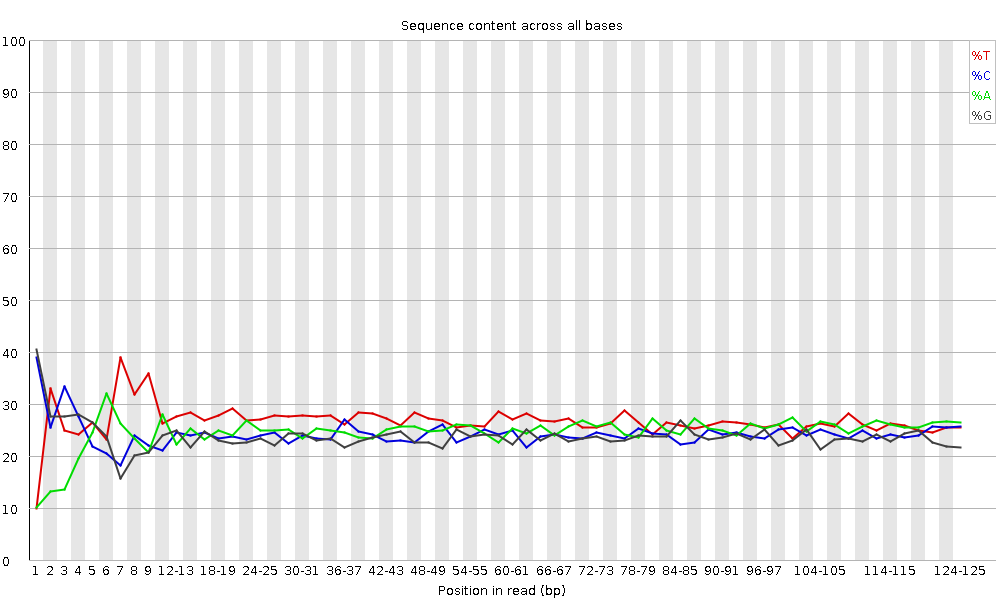 Sequence content across all bases
100
90
80
70
60
50
40
30
20
10
0
%T
%C
%A
%G
1 2 3 4 5 6 7 8 9 12-13 18-19 24-25 30-31 36-37 42-43 48-49 54-55 60-61 66-67 72-73 78-79 84-85 90-91 96-97 104-105 114-115 124-125
Position in read (bp)